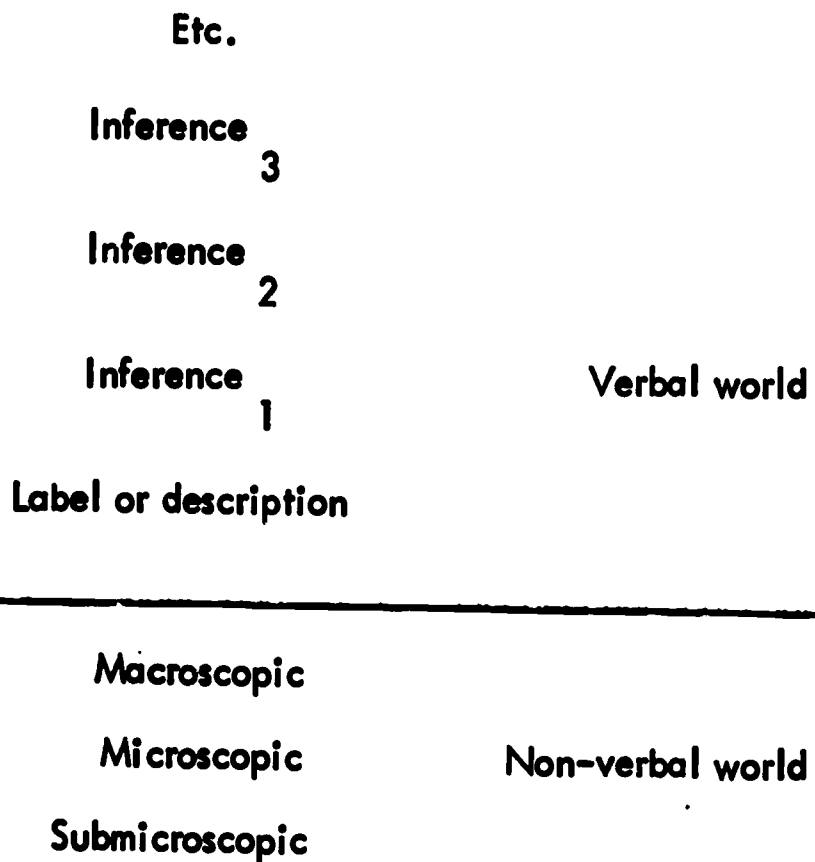 Etc.
Inference
3
Inference
2
Inference
1
Verbal world
Label or description
Macroscopic
Microscopic
Non-verbal world
Submicroscopic